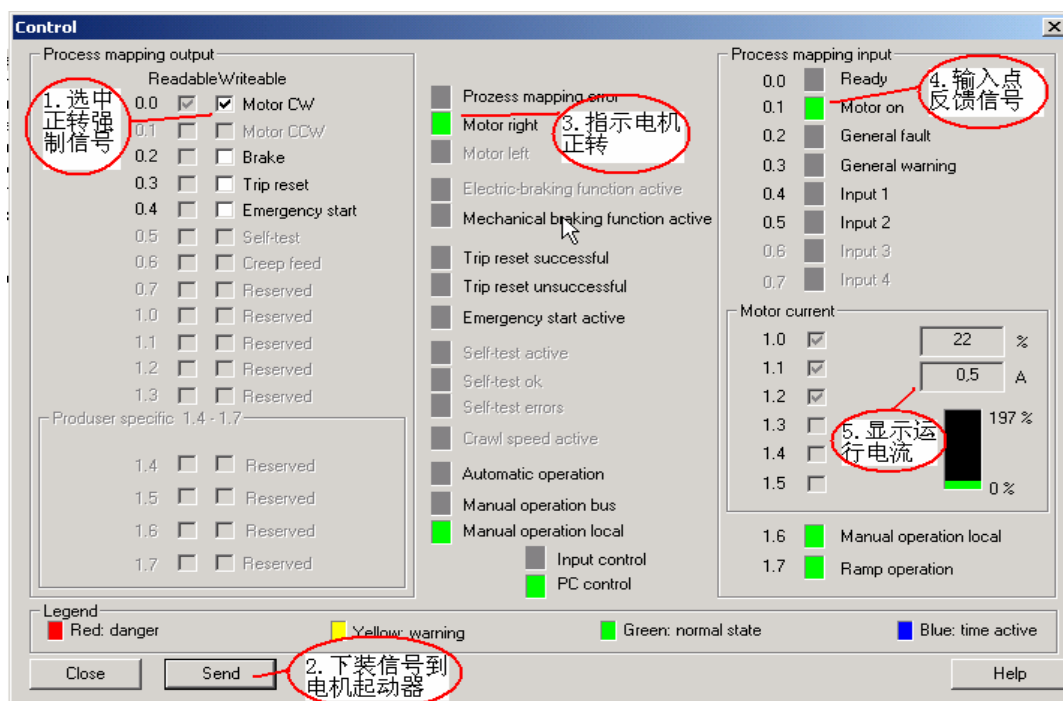 Control
Process mapping output
Readable Writeable
0.0 Motor CW
0.1 Motor CCW
0.2 Brake
0.3 Trip reset
0.4 Emergency start
0.5 Self-test
0.6 Creep feed
0.7 Reserved
1.0 Reserved
1.1 Reserved
1.2 Reserved
1.3 Reserved
Produser specific 1.4 - 1.7
1.4 Reserved
1.5 Reserved
1.6 Reserved
1.7 Reserved
1.选中
正转强
制信号
Prozess mapping error
Motor right
Motor left
Electric-braking function active
Mechanical braking function active
Trip reset successful
Trip reset unsuccessful
Emergency start active
Self-test active
Self-test ok
Self-test errors
Crawl speed active
Automatic operation
Manual operation bus
Manual operation local
Input control
PC control
3.指示电机
正转
Process mapping input
0.0 Ready
0.1 Motor on
0.2 General fault
0.3 General warning
0.4 Input 1
0.5 Input 2
0.6 Input 3
0.7 Input 4
4.输入点
反馈信号
Motor current
1.0
1.1
1.2
1.3
1.4
1.5
22 %
0,5 A
197 %
0 %
5.显示运
行电流
1.6 Manual operation local
1.7 Ramp operation
Legend
Red: danger
Yellow: warning
Green: normal state
Blue: time active
Close
Send
2.下装信号到
电机起动器
Help